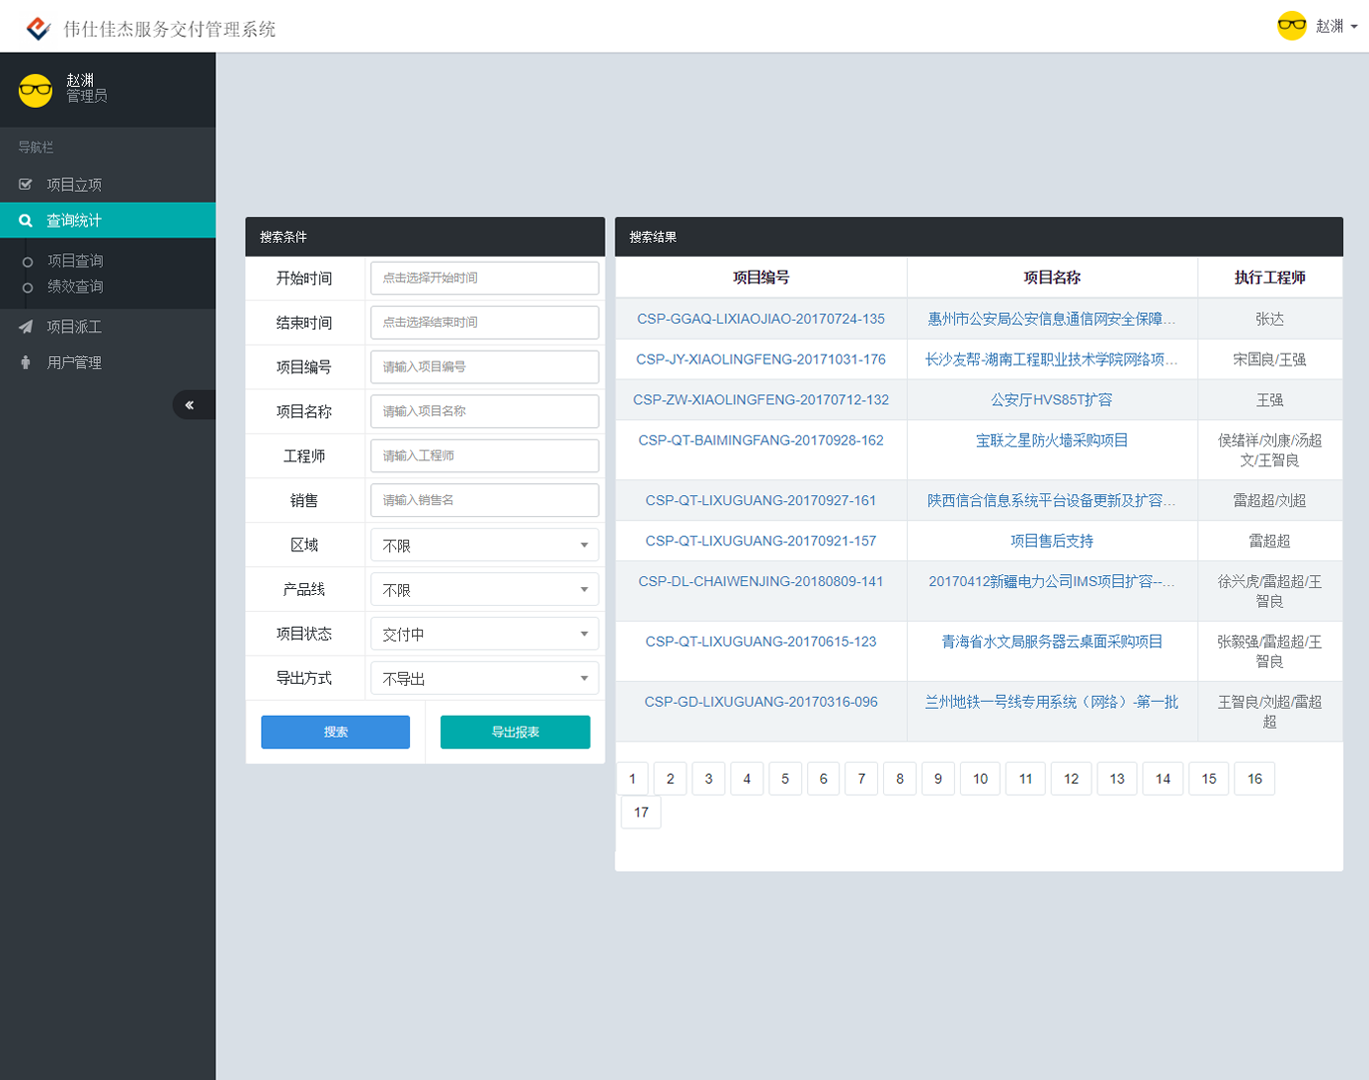 伟仕佳杰服务交付管理系统
赵渊
赵渊
管理员
导航栏
项目立项
查询统计
项目查询
绩效查询
项目派工
用户管理
搜索条件
开始时间 点击选择开始时间
结束时间 点击选择结束时间
项目编号 请输入项目编号
项目名称 请输入项目名称
工程师 请输入工程师
销售 请输入销售名
区域 不限
产品线 不限
项目状态 交付中
导出方式 不导出
搜索 导出报表
搜索结果
项目编号 项目名称 执行工程师
CSP-GGAQ-LIXIAOJIAO-20170724-135 惠州市公安局公安信息通信网安全保障... 张达
CSP-JY-XIAOLINGFENG-20171031-176 长沙友帮-湖南工程职业技术学院网络项... 宋国良/王强
CSP-ZW-XIAOLINGFENG-20170712-132 公安厅HVS85T扩容 王强
CSP-QT-BAIMINGFANG-20170928-162 宝联之星防火墙采购项目 侯绪祥/刘康/汤超
文/王智良
CSP-QT-LIXUGUANG-20170927-161 陕西信合信息系统平台设备更新及扩容... 雷超超/刘超
CSP-QT-LIXUGUANG-20170921-157 项目售后支持 雷超超
CSP-DL-CHAIWENJING-20180809-141 20170412新疆电力公司IMS项目扩容--... 徐兴虎/雷超超/王
智良
CSP-QT-LIXUGUANG-20170615-123 青海省水文局服务器云桌面采购项目 张毅强/雷超超/王
智良
CSP-GD-LIXUGUANG-20170316-096 兰州地铁一号线专用系统（网络）-第一批 王智良/刘超/雷超
超
1 2 3 4 5 6 7 8 9 10 11 12 13 14 15 16
17